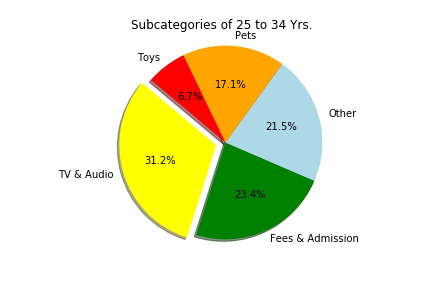 Subcategories of 25 to 34 Yrs.
Pets
Toys
17.1%
6.7%
Other
21.5%
31.2%
TV & Audio
23.4%
Fees & Admission